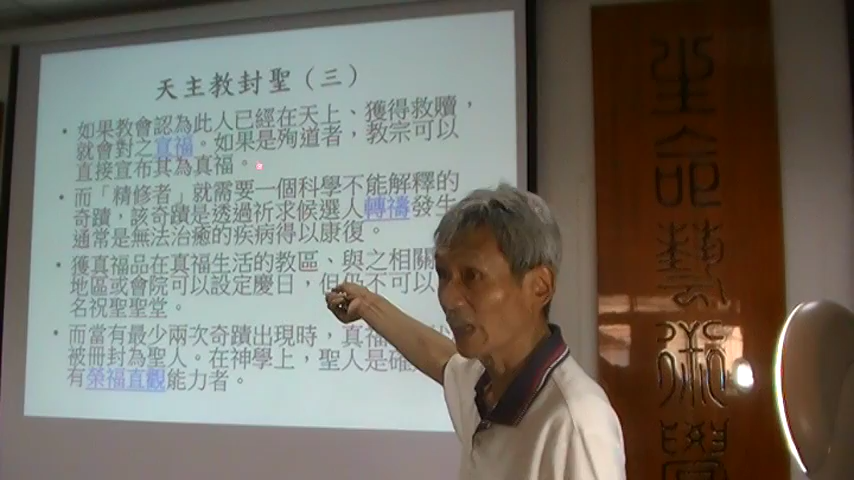 天主教封聖（三）
• 如果教會認為此人已經在天上、獲得救贖，
就會對之宣福。如果是殉道者，教宗可以
直接宣布其為真福。
• 而「精修者」就需要一個科學不能解釋的
奇蹟，該奇蹟是透過祈求候選人轉禱發生
通常是無法治癒的疾病得以康復。
• 獲真福品在真福生活的教區、與之相關
地區或會院可以設定慶日，但仍不可以
名祝聖聖堂。
• 而當有最少兩次奇蹟出現時，真福
被冊封為聖人。在神學上，聖人是確
有榮福直觀能力者。
生命藝術學